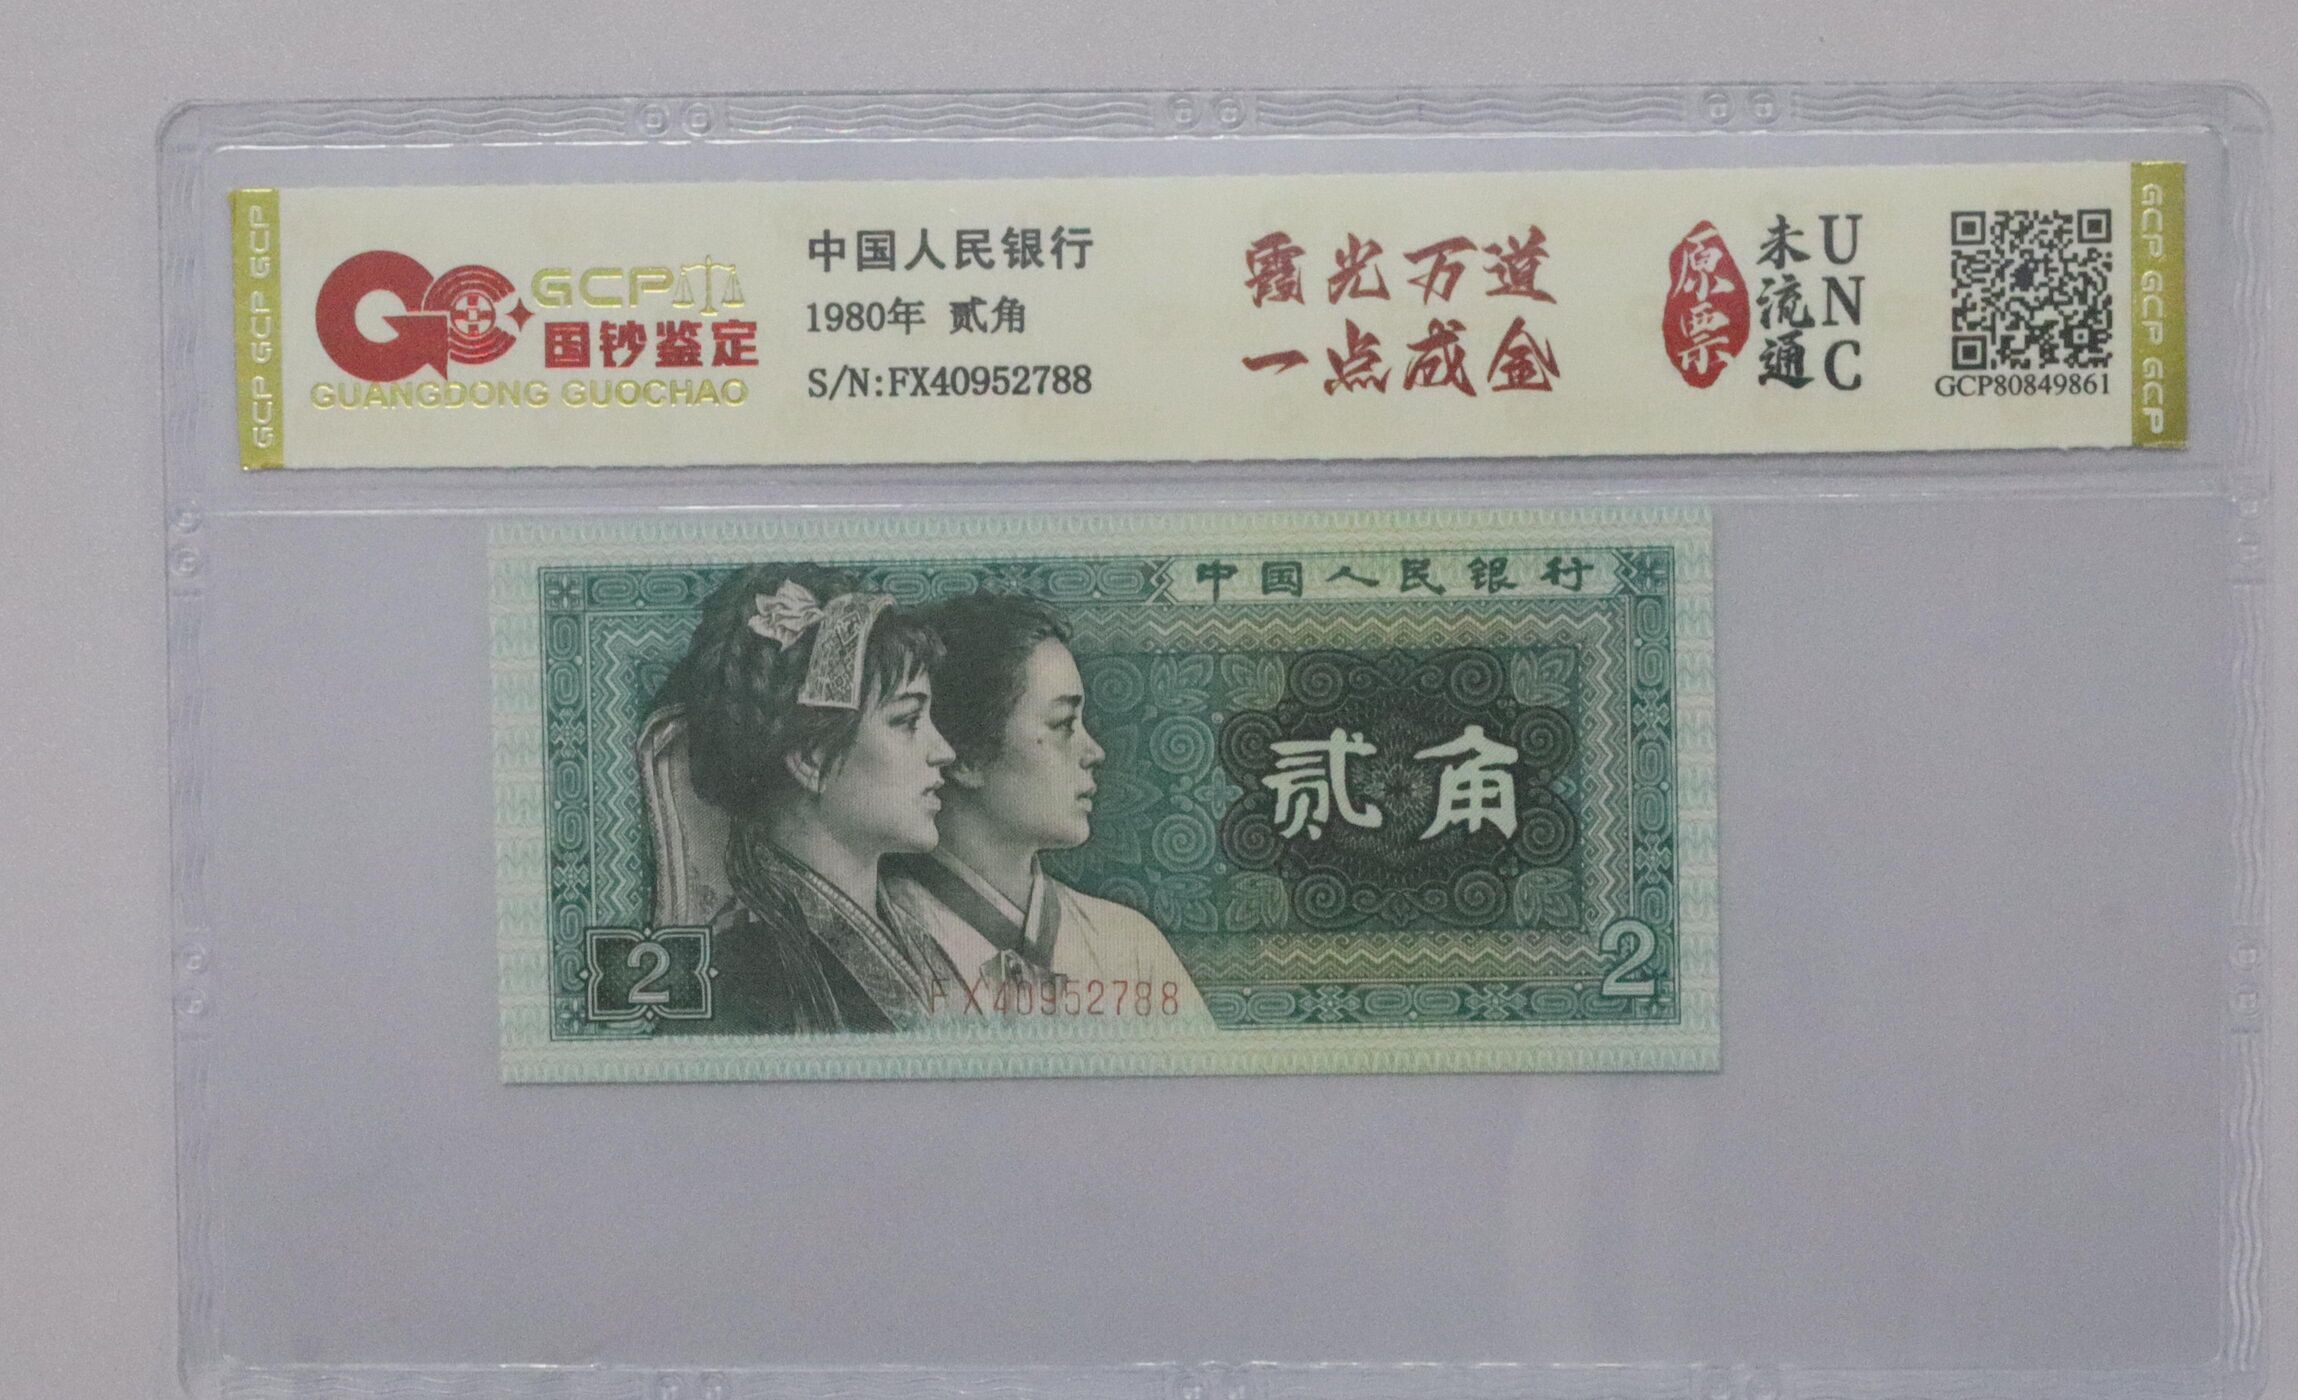 GCP GCP GCP
GCP
国钞鉴定
GUANGDONG GUOCHAO
中国人民银行
1980年 贰角
S/N:FX40952788
霞光万道
一点成金
原票
未流通
UNC
GCP80849861
GCP GCP GCP
中国人民银行
贰角
2
2
FX40952788